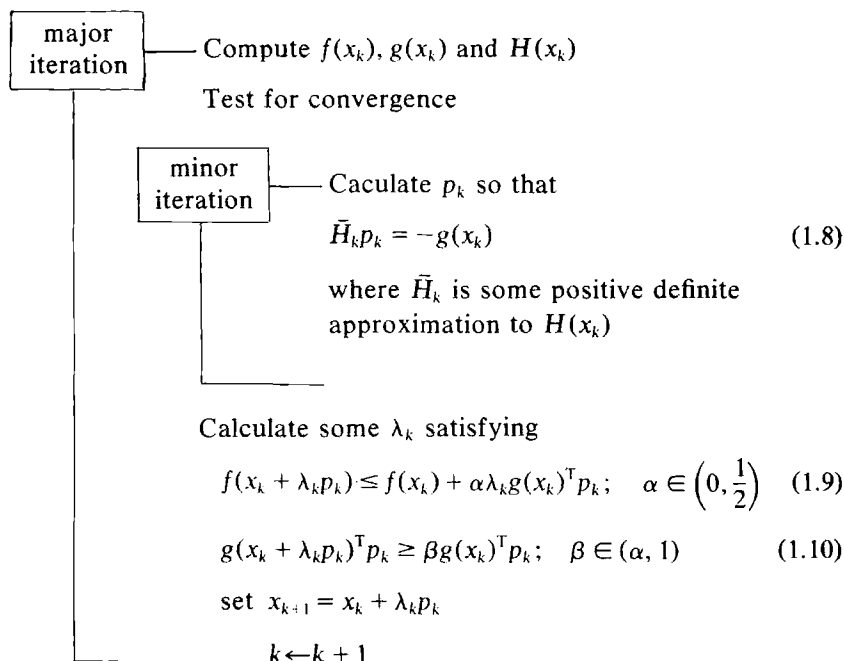 major
iteration
Compute f(x_k), g(x_k) and H(x_k)
Test for convergence
minor
iteration
Caculate p_k so that
H̄_k p_k = −g(x_k) (1.8)
where H̄_k is some positive definite
approximation to H(x_k)
Calculate some λ_k satisfying
f(x_k + λ_k p_k) ≤ f(x_k) + αλ_k g(x_k)^T p_k; α ∈ (0, 1/2) (1.9)
g(x_k + λ_k p_k)^T p_k ≥ βg(x_k)^T p_k; β ∈ (α, 1) (1.10)
set x_{k+1} = x_k + λ_k p_k
k ← k + 1